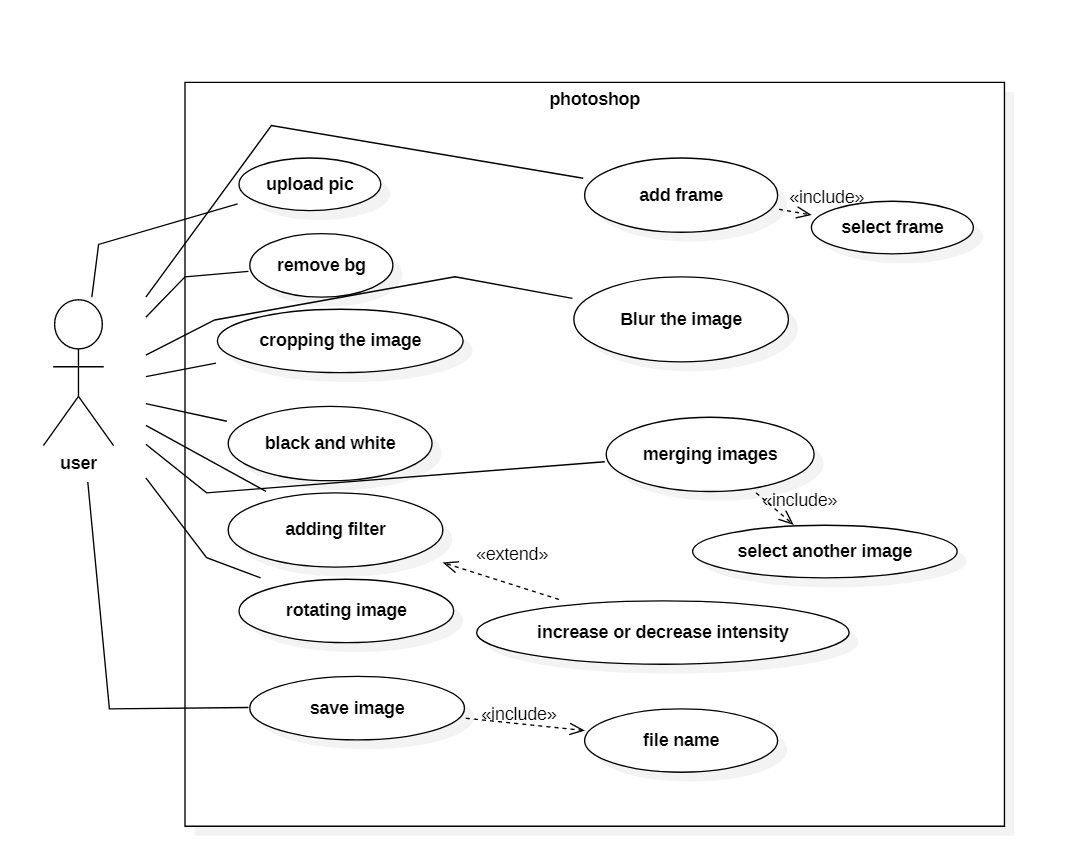 photoshop
upload pic
add frame
«include»
select frame
remove bg
Blur the image
cropping the image
black and white
merging images
user
«include»
adding filter
select another image
«extend»
rotating image
increase or decrease intensity
save image
«include»
file name